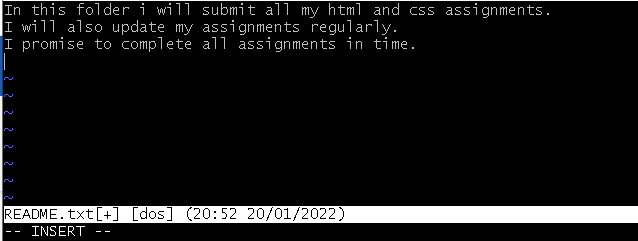 In this folder i will submit all my html and css assignments.
I will also update my assignments regularly.
I promise to complete all assignments in time.
~
~
~
~
~
~
~
~
README.txt[+] [dos] (20:52 20/01/2022)
-- INSERT --